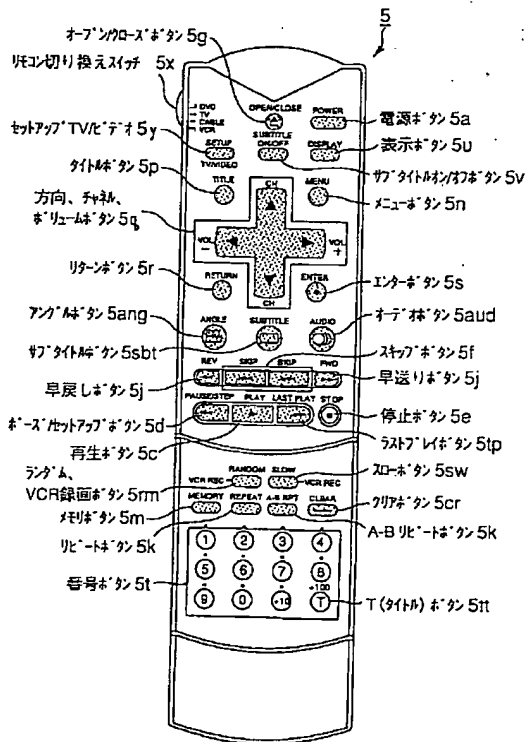 5
オープン/クローズボタン 5g
リモコン切り換えスイッチ 5x
DVD
TV
CABLE
VCR
OPEN/CLOSE
POWER
電源ボタン 5a
セットアップTV/ビデオ 5y
SETUP
TV/VIDEO
SUBTITLE
ON/OFF
DISPLAY
表示ボタン 5u
サブタイトルオン/オフボタン 5v
タイトルボタン 5p
TITLE
CH
MENU
メニューボタン 5n
方向、チャネル、
ボリュームボタン 5q
VOL
-
VOL
+
リターンボタン 5r
RETURN
CH
ENTER
エンターボタン 5s
アングルボタン 5ang
ANGLE
SUBTITLE
AUDIO
オーデオボタン 5aud
サブタイトルボタン 5sbt
スキップボタン 5f
REV
SKIP
SKIP
FWD
早戻しボタン 5j
早送りボタン 5j
PAUSE/STEP
PLAY
LAST PLAY
STOP
ポーズ/セットアップボタン 5d
停止ボタン 5e
再生ボタン 5c
ラストプレイボタン 5tp
ランダム、
VCR録画ボタン 5rm
VCR REC
RANDOM
SLOW
VCR REC
スローボタン 5sw
メモリボタン 5m
MEMORY
REPEAT
A-B RPT
CLEAR
クリアボタン 5cr
リピートボタン 5k
A-B リピートボタン 5k
1 2 3 4
5 6 7 8
番号ボタン 5t
+100
9 0 +10 T
T(タイトル) ボタン 5tt